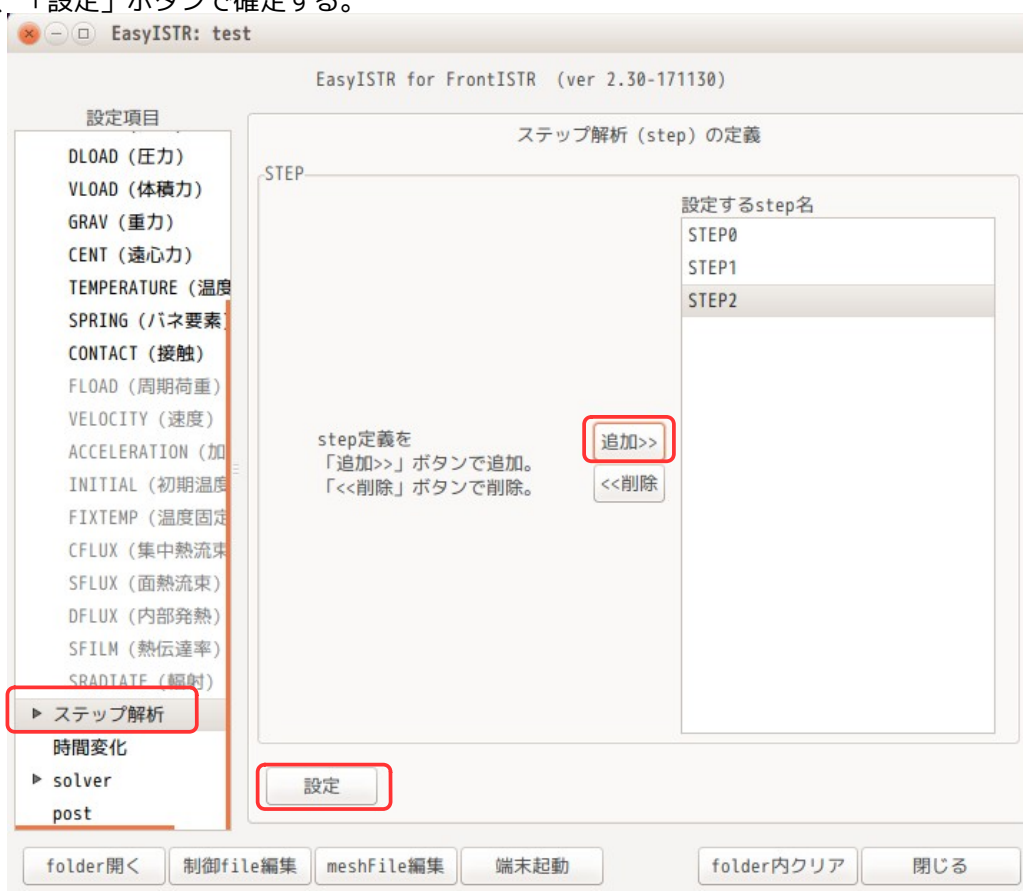 「設定」ボタンで確定する。
EasyISTR: test
EasyISTR for FrontISTR (ver 2.30-171130)
設定項目
DLOAD (圧力)
VLOAD (体積力)
GRAV (重力)
CENT (遠心力)
TEMPERATURE (温度
SPRING (バネ要素)
CONTACT (接触)
FLOAD (周期荷重)
VELOCITY (速度)
ACCELERATION (加
INITIAL (初期温度
FIXTEMP (温度固定
CFLUX (集中熱流束
SFLUX (面熱流束)
DFLUX (内部発熱)
SFILM (熱伝達率)
SRADIATE (輻射)
ステップ解析
時間変化
solver
post
ステップ解析 (step) の定義
STEP
設定するstep名
STEP0
STEP1
STEP2
step定義を
「追加>>」ボタンで追加。
「<<削除」ボタンで削除。
追加>>
<<削除
設定
folder開く 制御file編集 meshFile編集 端末起動 folder内クリア 閉じる